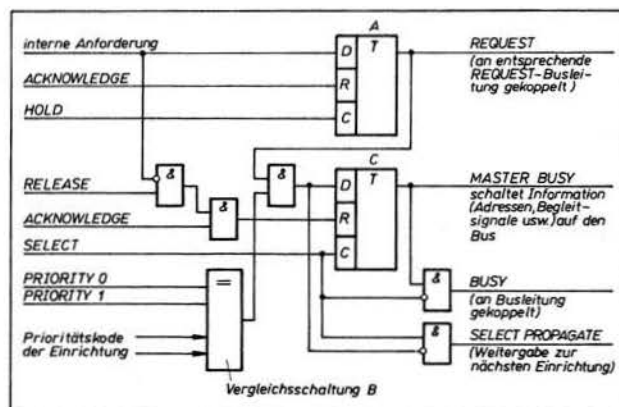 A
interne Anforderung
D
T
REQUEST
(an entsprechende
REQUEST-Buslei-
tung gekoppelt)
ACKNOWLEDGE
R
HOLD
C
C
RELEASE
&
&
&
D
T
MASTER BUSY
schaltet Information
(Adressen, Begleit-
signale usw.) auf den
Bus
ACKNOWLEDGE
R
SELECT
C
&
BUSY
(an Busleitung
gekoppelt)
PRIORITY 0
=
PRIORITY 1
&
SELECT PROPAGATE
(Weitergabe zur
nächsten Einrichtung)
Prioritätskode
der Einrichtung
Vergleichsschaltung B